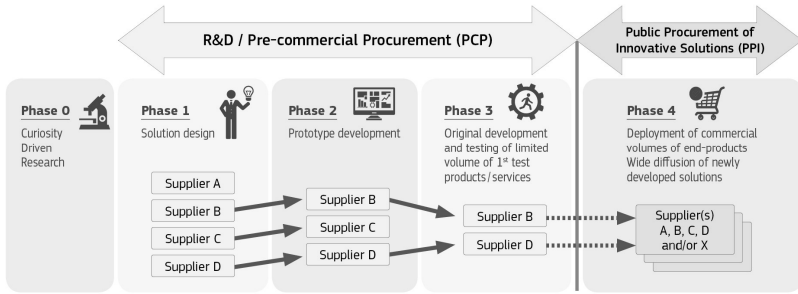 R&D / Pre-commercial Procurement (PCP)
Public Procurement of
Innovative Solutions (PPI)
Phase 0
Curiosity
Driven
Research
Phase 1
Solution design
Supplier A
Supplier B
Supplier C
Supplier D
Phase 2
Prototype development
Supplier B
Supplier C
Supplier D
Phase 3
Original development
and testing of limited
volume of 1st test
products/services
Supplier B
Supplier D
Phase 4
Deployment of commercial
volumes of end-products
Wide diffusion of newly
developed solutions
Supplier(s)
A, B, C, D
and/or X